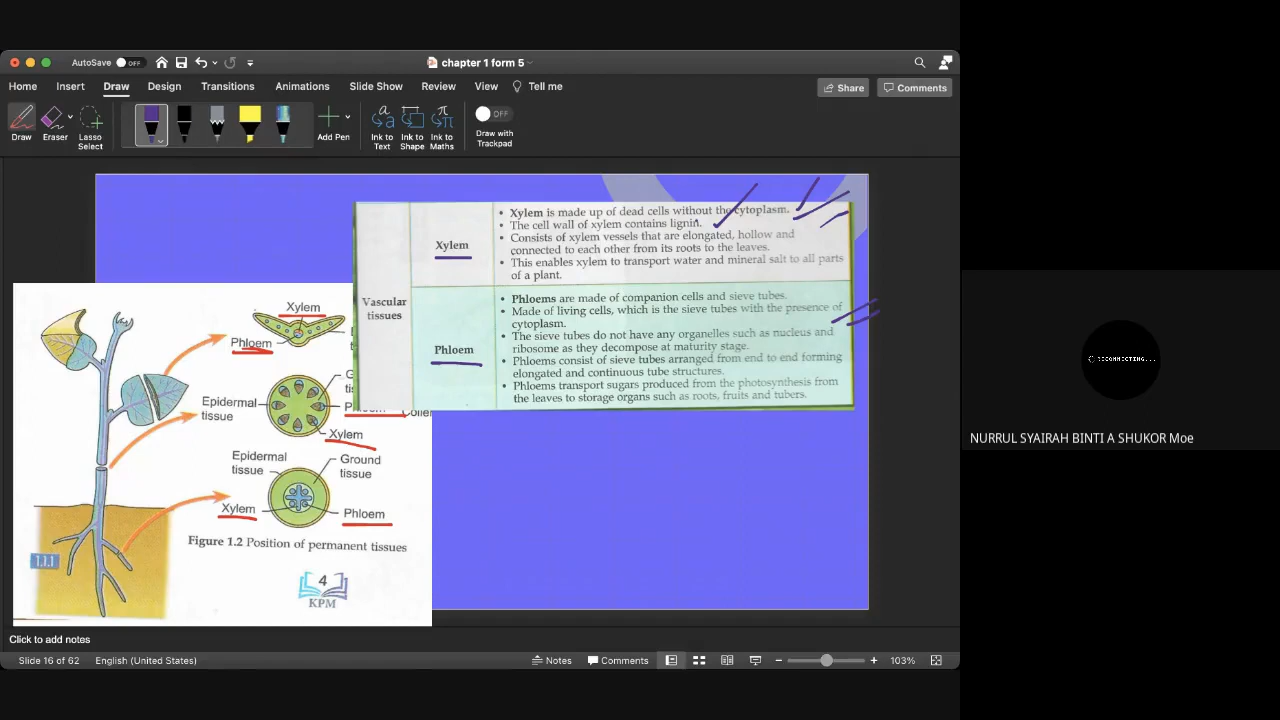 AutoSave OFF
chapter 1 form 5
Home Insert Draw Design Transitions Animations Slide Show Review View Tell me
Share Comments
Draw Eraser Lasso Select Add Pen Ink to Text Ink to Shape Ink to Maths OFF Draw with Trackpad
Vascular tissues
Xylem
• Xylem is made up of dead cells without the cytoplasm.
• The cell wall of xylem contains lignin.
• Consists of xylem vessels that are elongated, hollow and
connected to each other from its roots to the leaves.
• This enables xylem to transport water and mineral salt to all parts
of a plant.
Phloem
• Phloems are made of companion cells and sieve tubes.
• Made of living cells, which is the sieve tubes with the presence of
cytoplasm.
• The sieve tubes do not have any organelles such as nucleus and
ribosome as they decompose at maturity stage.
• Phloems consist of sieve tubes arranged from end to end forming
elongated and continuous tube structures.
• Phloems transport sugars produced from the photosynthesis from
the leaves to storage organs such as roots, fruits and tubers.
Xylem
Phloem
Epidermal
tissue
Xylem
Epidermal
tissue
Ground
tissue
Xylem
Phloem
Figure 1.2 Position of permanent tissues
1.1.1
4
KPM
Click to add notes
Slide 16 of 62 English (United States) Notes Comments 103%
NURRUL SYAIRAH BINTI A SHUKOR Moe